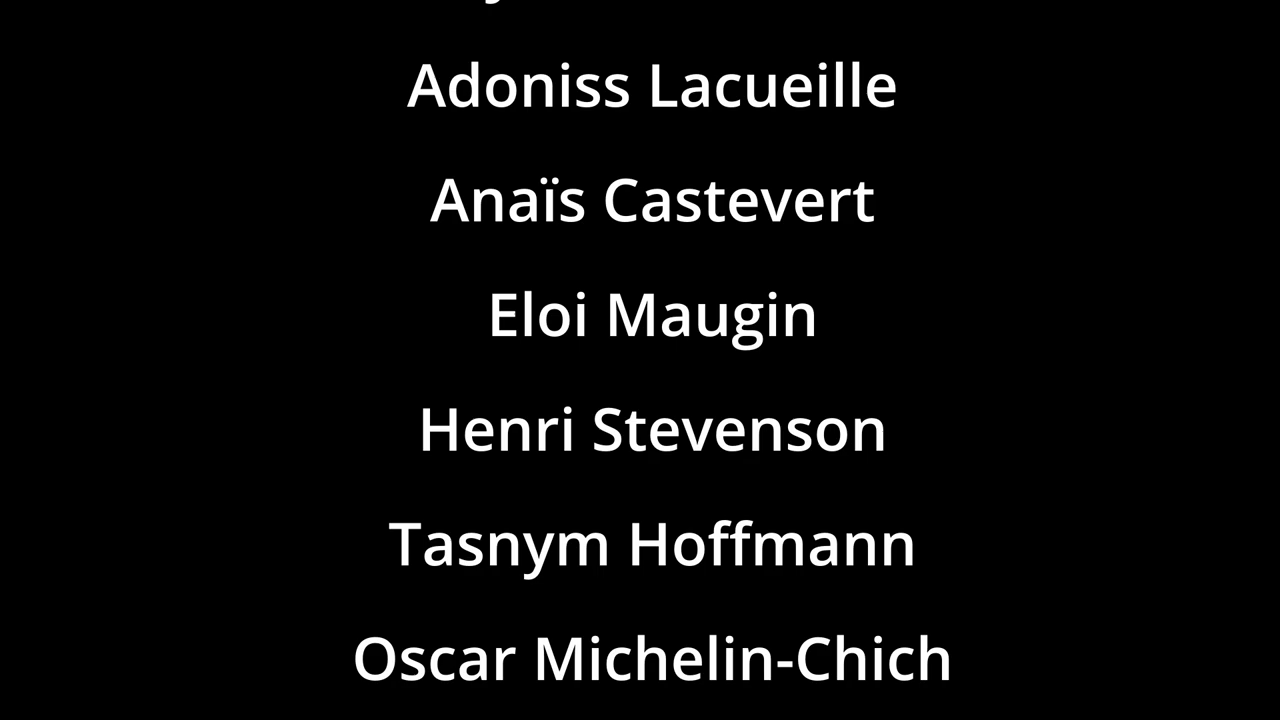 Adoniss Lacueille
Anaïs Castevert
Eloi Maugin
Henri Stevenson
Tasnym Hoffmann
Oscar Michelin-Chich